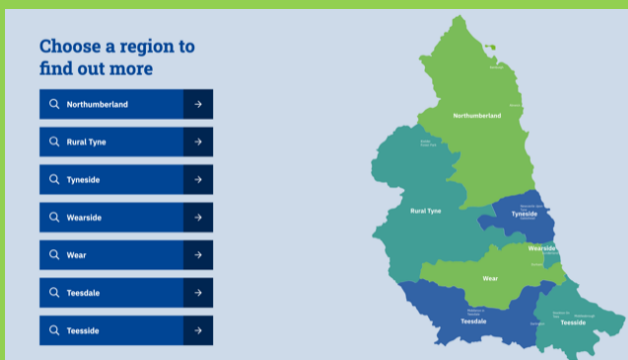 Choose a region to
find out more
Northumberland
Rural Tyne
Tyneside
Wearside
Wear
Teesdale
Teesside
Northumberland
Rural Tyne
Tyneside
Wearside
Wear
Teesdale
Teesside